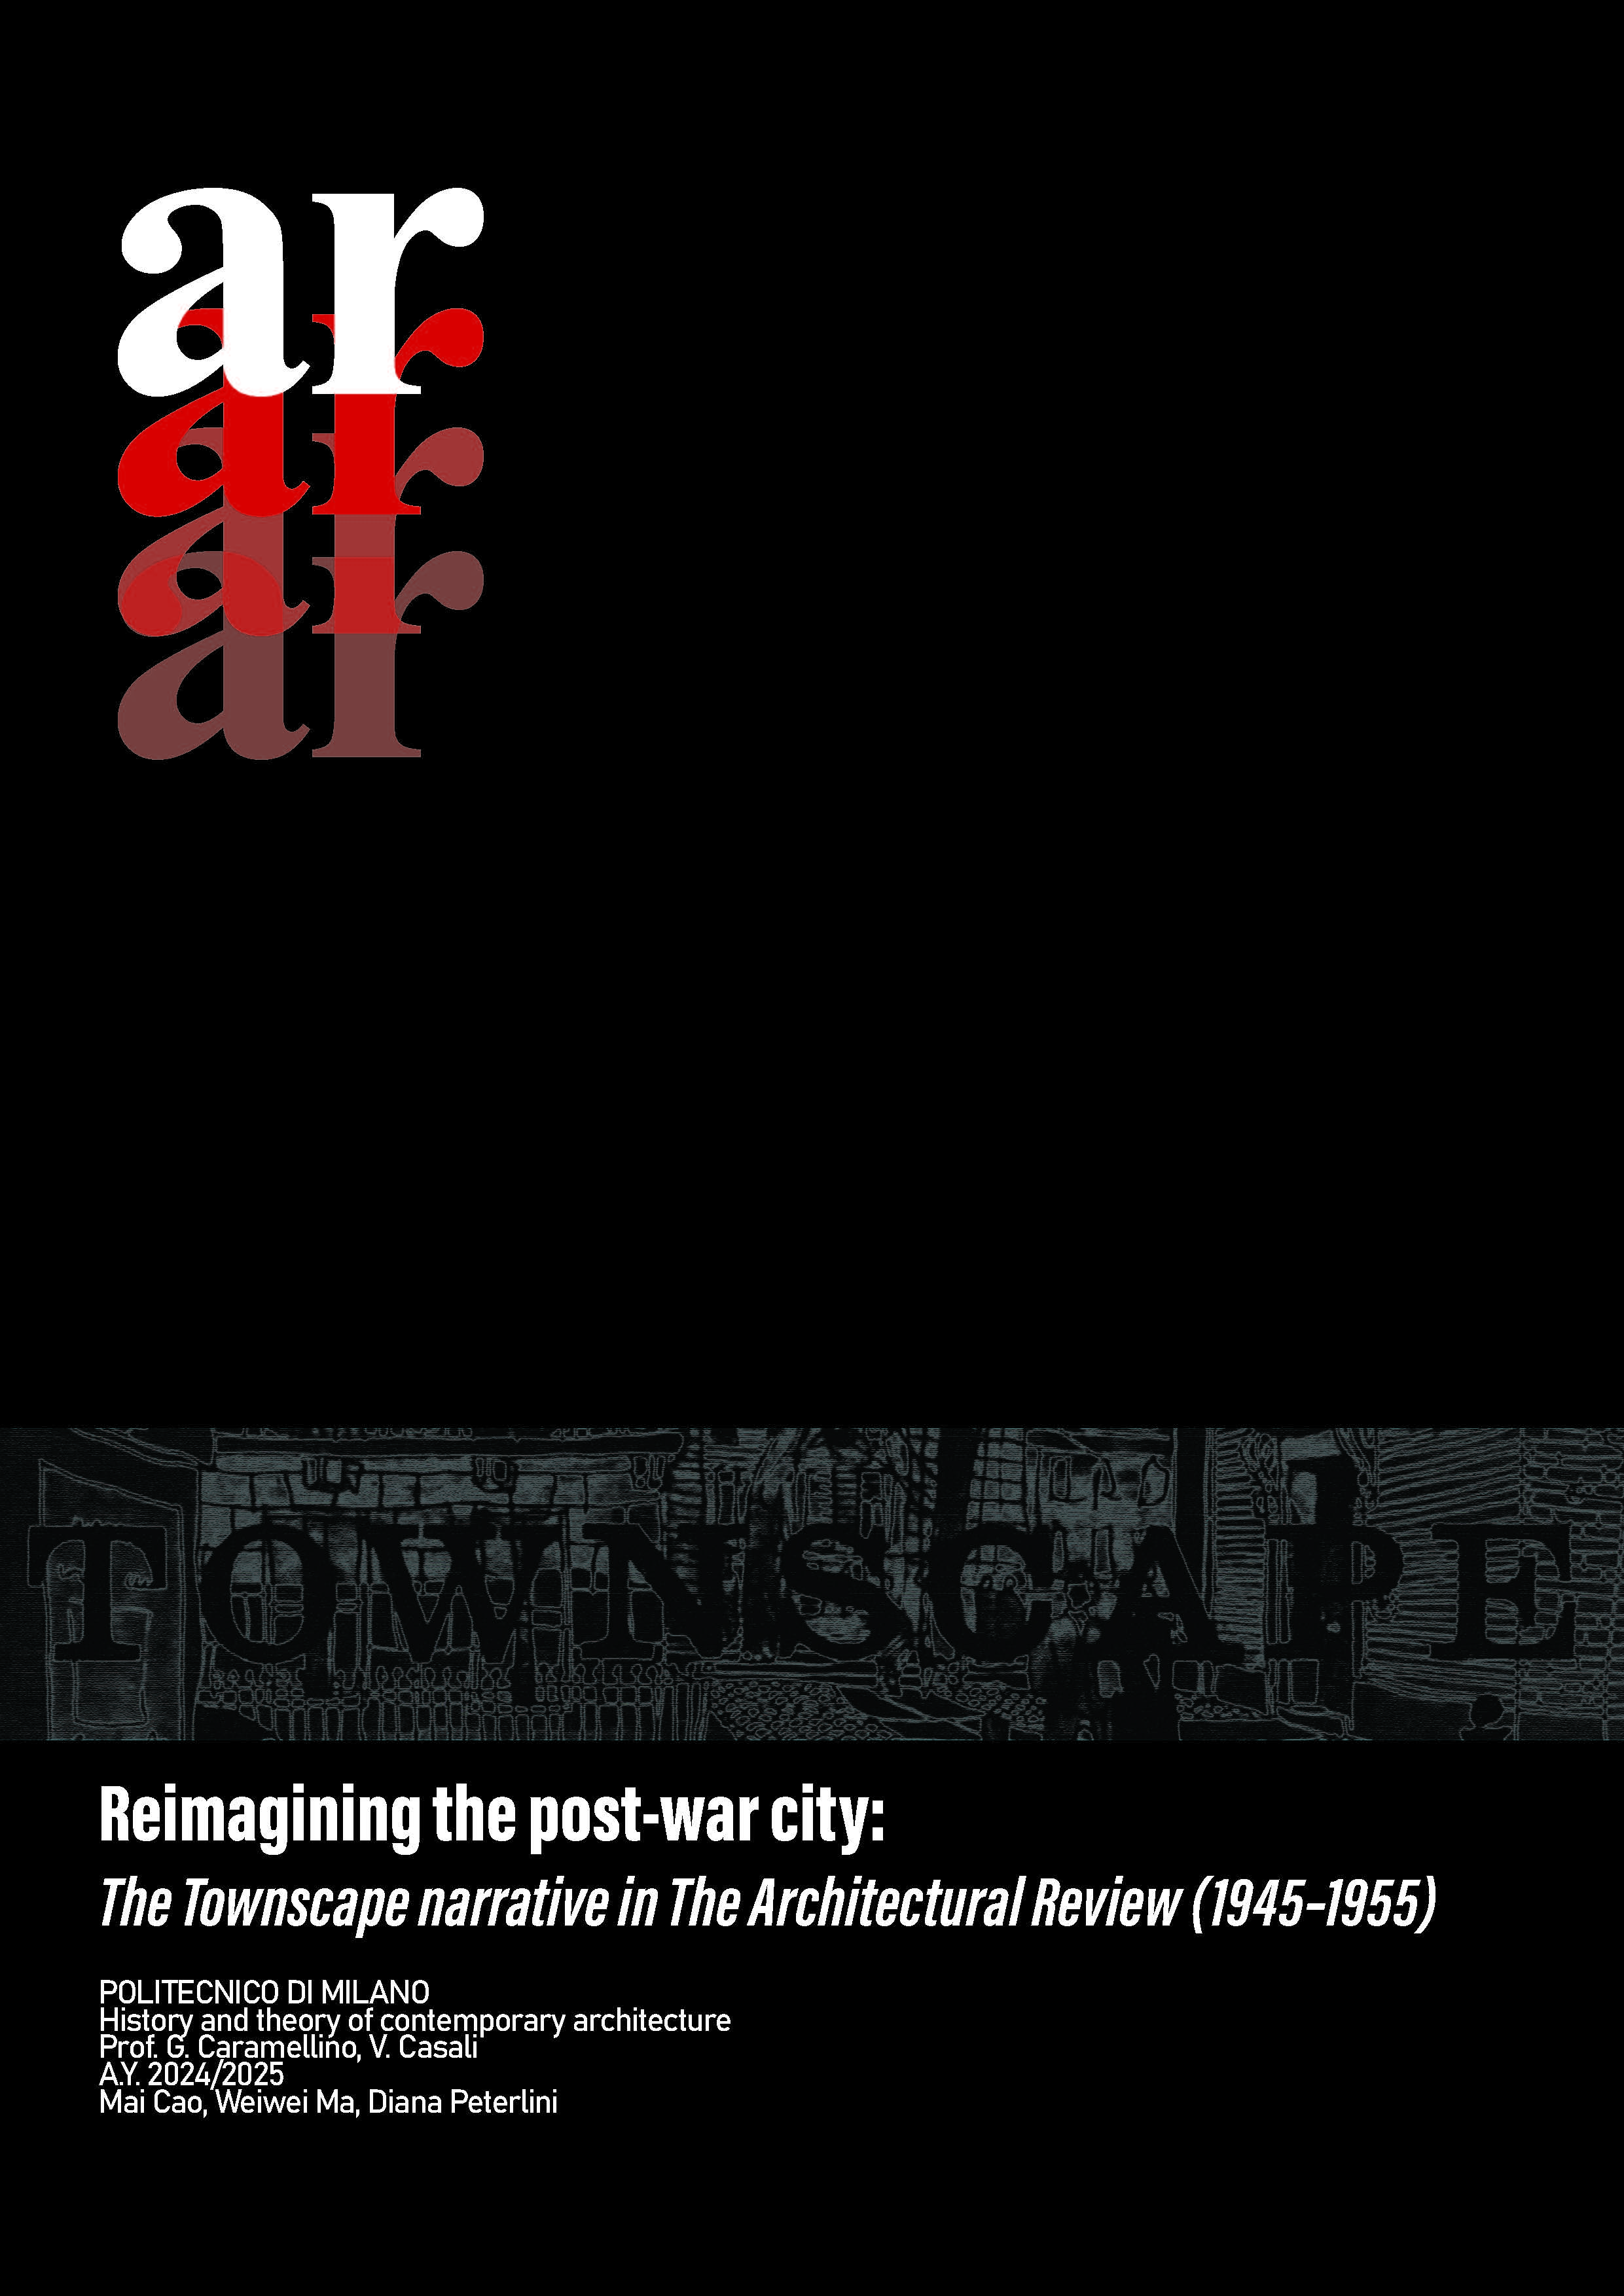 ar
ar
ar
ar
TOWNSCAPE
Reimagining the post-war city:
The Townscape narrative in The Architectural Review (1945-1955)
POLITECNICO DI MILANO
History and theory of contemporary architecture
Prof. G. Caramellino, V. Casali
A.Y. 2024/2025
Mai Cao, Weiwei Ma, Diana Peterlini